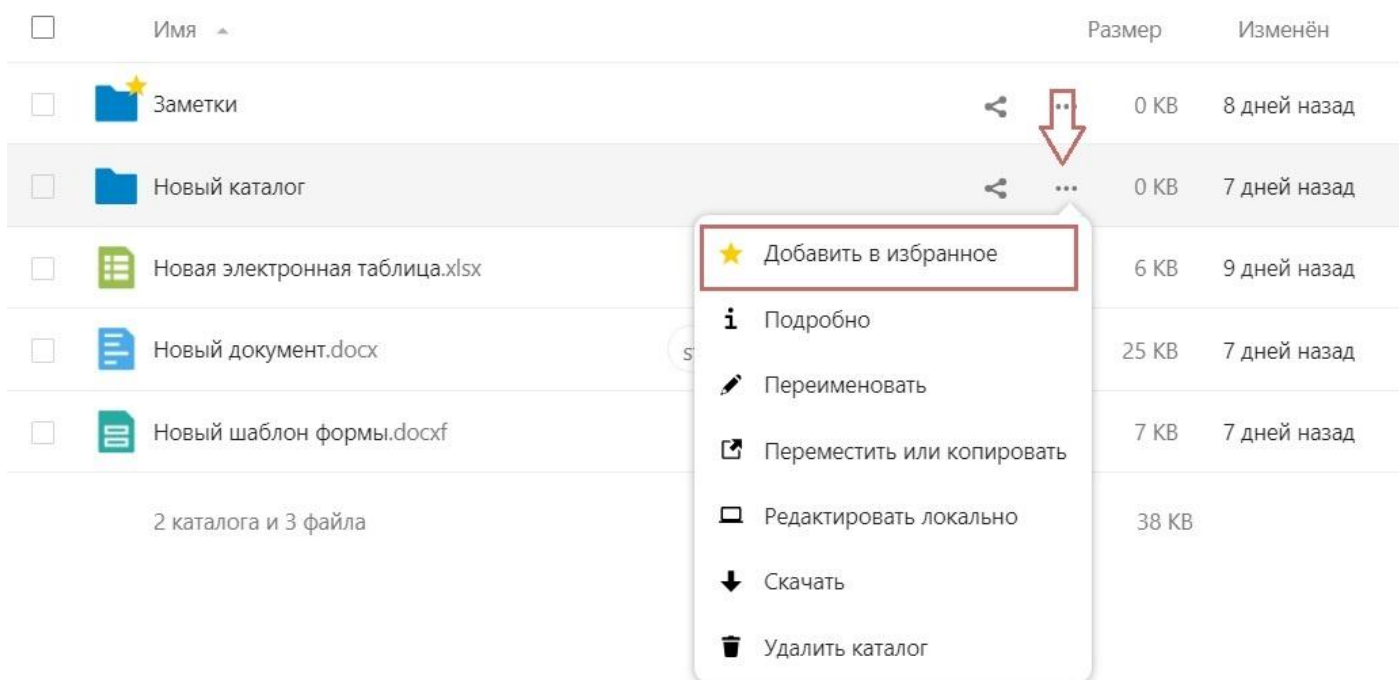 Имя Размер Изменён
Заметки 0 KB 8 дней назад
Новый каталог 0 KB 7 дней назад
Добавить в избранное
Новая электронная таблица.xlsx 6 KB 9 дней назад
Подробно
Новый документ.docx 25 KB 7 дней назад
Переименовать
Новый шаблон формы.docxf 7 KB 7 дней назад
Переместить или копировать
2 каталога и 3 файла 38 KB
Редактировать локально
Скачать
Удалить каталог